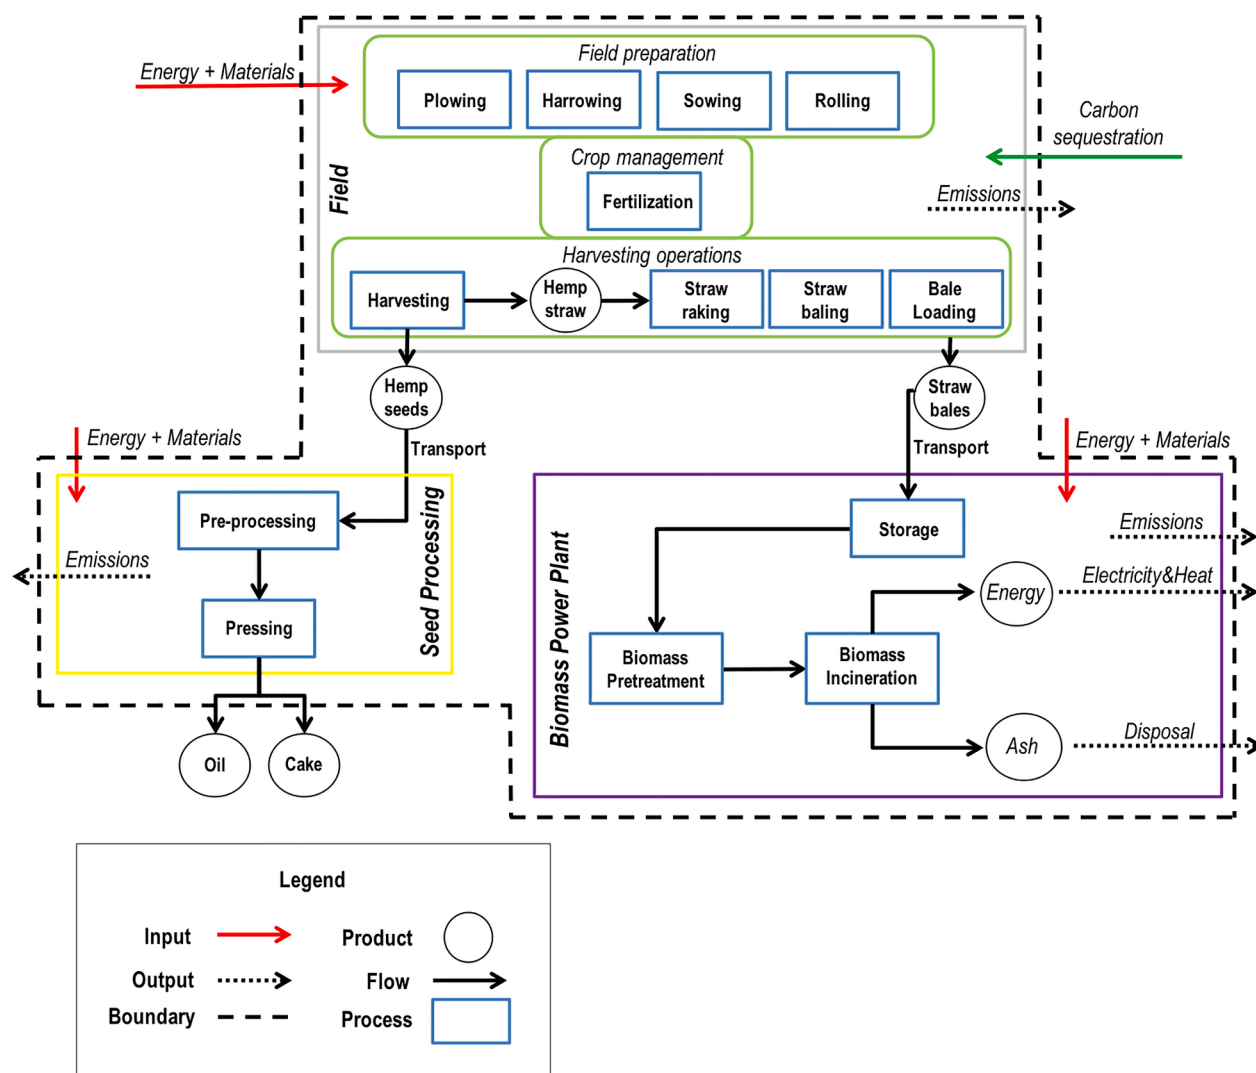 Field preparation
Energy + Materials
Plowing
Harrowing
Sowing
Rolling
Carbon
sequestration
Crop management
Field
Fertilization
Emissions
Harvesting operations
Harvesting
Hemp
straw
Straw
raking
Straw
baling
Bale
Loading
Hemp
seeds
Straw
bales
Energy + Materials
Transport
Transport
Energy + Materials
Pre-processing
Seed Processing
Storage
Emissions
Emissions
Energy
Electricity&Heat
Pressing
Biomass Power Plant
Biomass
Pretreatment
Biomass
Incineration
Ash
Disposal
Oil
Cake
Legend
Input
Product
Output
Flow
Boundary
Process